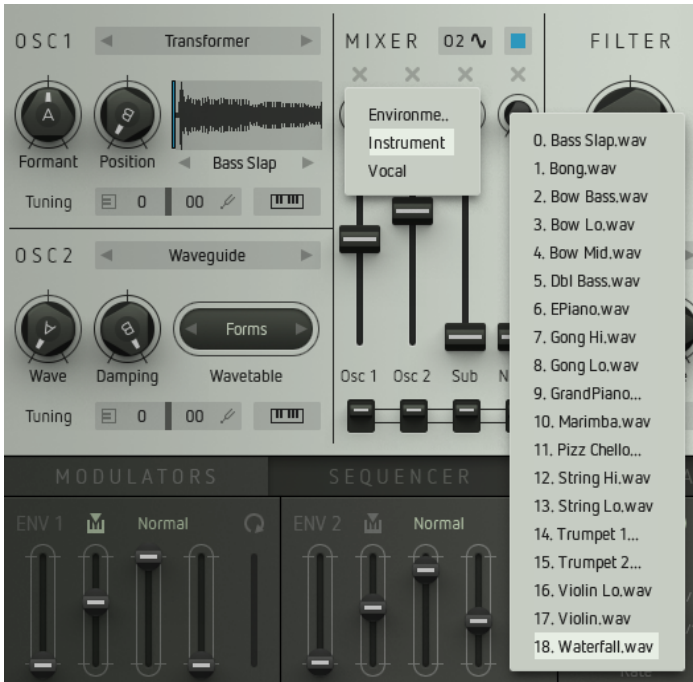 OSC1
Transformer
MIXER
02
FILTER
A
B
Formant
Position
Bass Slap
Tuning
0
00
Environme..
Instrument
Vocal
0. Bass Slap.wav
1. Bong.wav
2. Bow Bass.wav
3. Bow Lo.wav
4. Bow Mid.wav
5. Dbl Bass.wav
6. EPiano.wav
7. Gong Hi.wav
8. Gong Lo.wav
9. GrandPiano...
10. Marimba.wav
11. Pizz Chello...
12. String Hi.wav
13. String Lo.wav
14. Trumpet 1...
15. Trumpet 2...
16. Violin Lo.wav
17. Violin.wav
18. Waterfall.wav
OSC2
Waveguide
A
B
Forms
Wave
Damping
Wavetable
Tuning
0
00
Osc 1
Osc 2
Sub
N
MODULATORS
SEQUENCER
A
ENV 1
M
Normal
ENV 2
M
Normal
Rate